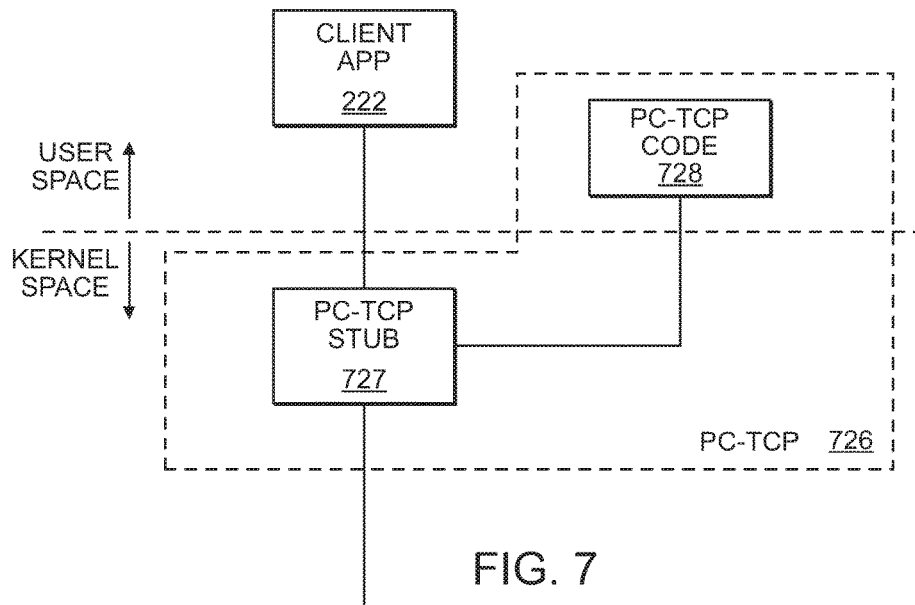 CLIENT
APP
222
PC-TCP
CODE
728
USER
SPACE
KERNEL
SPACE
PC-TCP
STUB
727
PC-TCP 726
FIG. 7